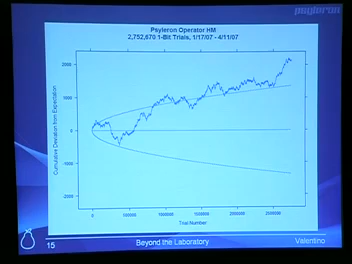 psyleron
Psyleron Operator HM
2,752,670 1-Bit Trials, 1/17/07 - 4/11/07
Cumulative Deviation from Expectation
2000
1000
0
-1000
-2000
0
500000
1000000
1500000
2000000
2500000
Trial Number
15
Beyond the Laboratory
Valentino